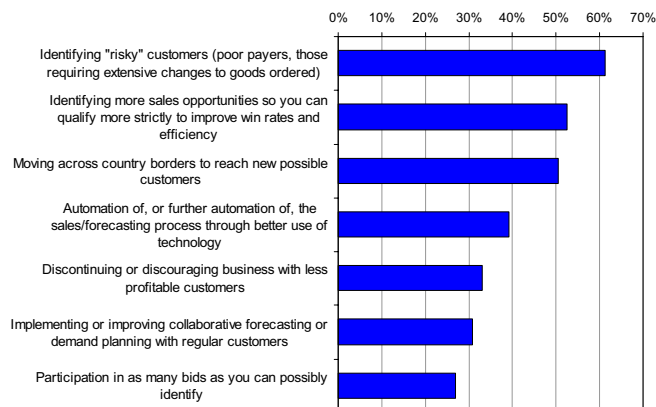 0% 10% 20% 30% 40% 50% 60% 70%
Identifying "risky" customers (poor payers, those
requiring extensive changes to goods ordered)
Identifying more sales opportunities so you can
qualify more strictly to improve win rates and
efficiency
Moving across country borders to reach new possible
customers
Automation of, or further automation of, the
sales/forecasting process through better use of
technology
Discontinuing or discouraging business with less
profitable customers
Implementing or improving collaborative forecasting or
demand planning with regular customers
Participation in as many bids as you can possibly
identify